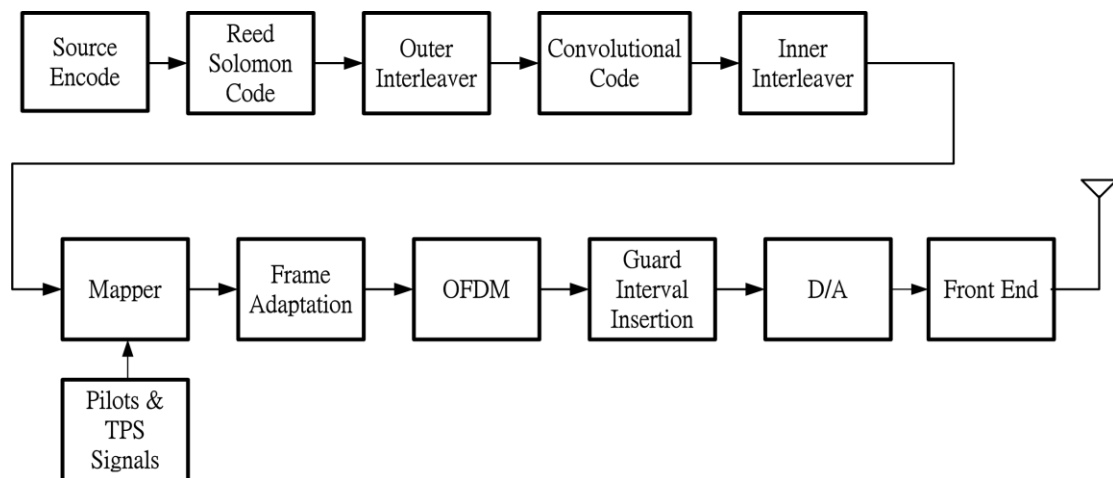 Source
Encode
Reed
Solomon
Code
Outer
Interleaver
Convolutional
Code
Inner
Interleaver
Mapper
Frame
Adaptation
OFDM
Guard
Interval
Insertion
D/A
Front End
Pilots &
TPS
Signals